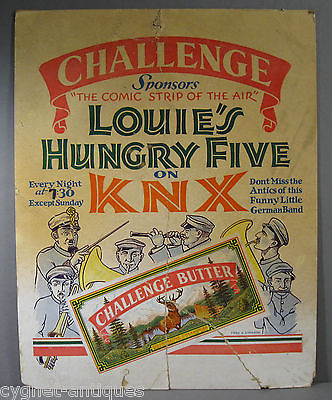 CHALLENGE
Sponsors
"THE COMIC STRIP OF THE AIR"
LOUIE'S
HUNGRY FIVE
ON
KNX
Every Night
at 7:30
Except Sunday
Dont Miss the
Antics of this
Funny Little
German Band
CHALLENGE BUTTER
cygnet-antiques